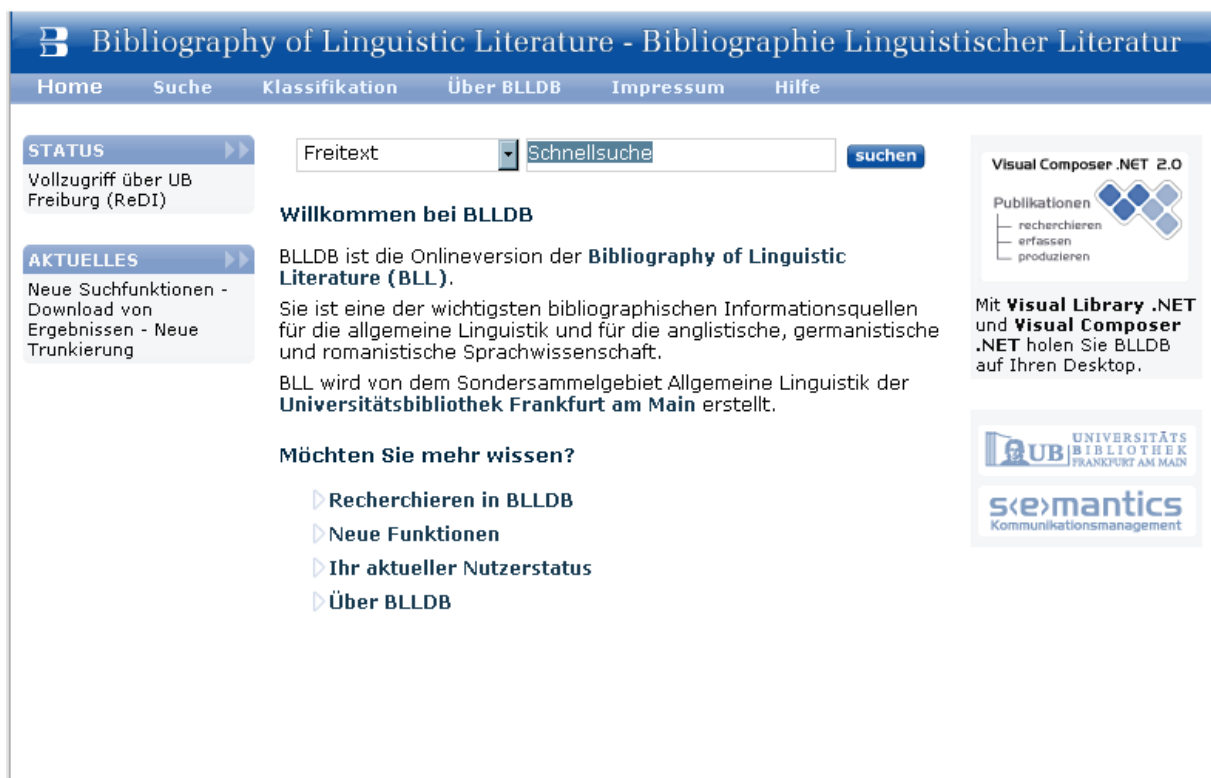 Bibliography of Linguistic Literature - Bibliographie Linguistischer Literatur
Home Suche Klassifikation Über BLLDB Impressum Hilfe
STATUS
Vollzugriff über UB
Freiburg (ReDI)
AKTUELLES
Neue Suchfunktionen -
Download von
Ergebnissen - Neue
Trunkierung
Freitext Schnellsuche suchen
Willkommen bei BLLDB
BLLDB ist die Onlineversion der Bibliography of Linguistic
Literature (BLL).
Sie ist eine der wichtigsten bibliographischen Informationsquellen
für die allgemeine Linguistik und für die anglistische, germanistische
und romanistische Sprachwissenschaft.
BLL wird von dem Sondersammelgebiet Allgemeine Linguistik der
Universitätsbibliothek Frankfurt am Main erstellt.
Möchten Sie mehr wissen?
Recherchieren in BLLDB
Neue Funktionen
Ihr aktueller Nutzerstatus
Über BLLDB
Visual Composer .NET 2.0
Publikationen
recherchieren
erfassen
produzieren
Mit Visual Library .NET
und Visual Composer
.NET holen Sie BLLDB
auf Ihren Desktop.
UB
UNIVERSITÄTS
BIBLIOTHEK
FRANKFURT AM MAIN
s<e>mantics
Kommunikationsmanagement